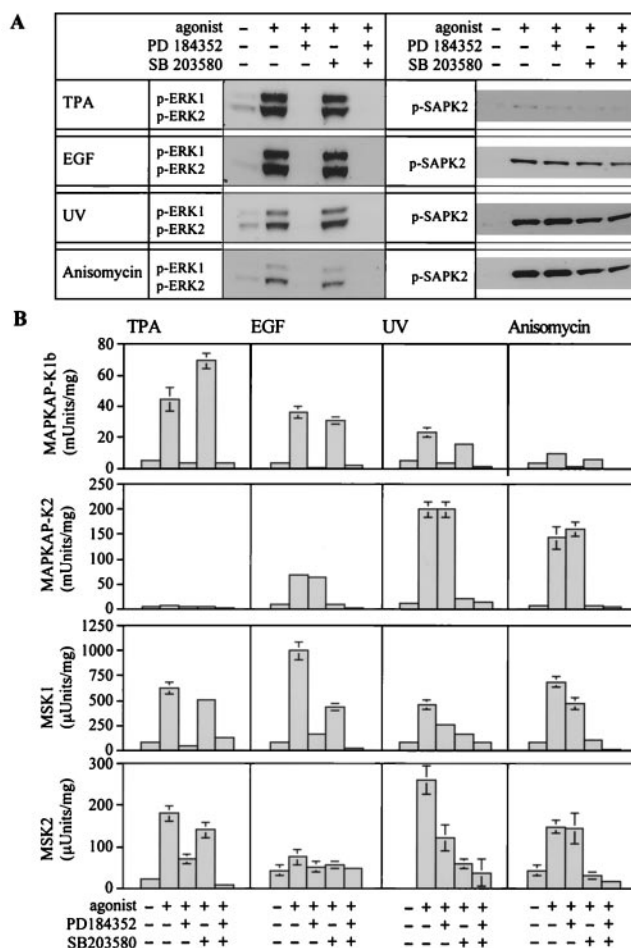 A
agonist – + + + + agonist – + + + +
PD 184352 – – + – + PD 184352 – – + – +
SB 203580 – – – + + SB 203580 – – – + +
TPA p-ERK1 p-SAPK2
p-ERK2
EGF p-ERK1 p-SAPK2
p-ERK2
UV p-ERK1 p-SAPK2
p-ERK2
Anisomycin p-ERK1 p-SAPK2
p-ERK2
B
TPA EGF UV Anisomycin
MAPKAP-K1b
(mUnits/mg)
80
60
40
20
0
MAPKAP-K2
(mUnits/mg)
250
200
150
100
50
0
MSK1
(µUnits/mg)
1250
1000
750
500
250
0
MSK2
(µUnits/mg)
300
200
100
0
agonist – + + + + – + + + + – + + + + – + + + +
PD184352 – – + – + – – + – + – – + – + – – + – +
SB203580 – – – + + – – – + + – – – + + – – – + +